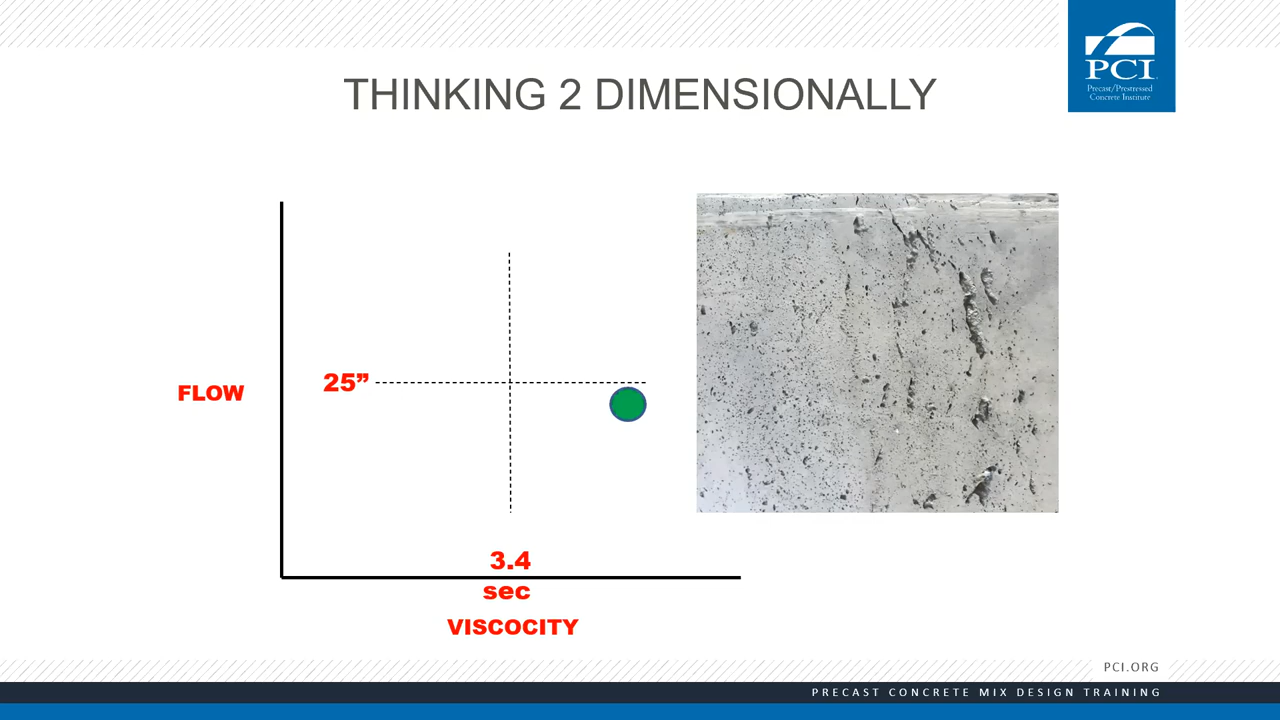 PCI
Precast/Prestressed
Concrete Institute
THINKING 2 DIMENSIONALLY
FLOW
25”
3.4
sec
VISCOCITY
PCI.ORG
PRECAST CONCRETE MIX DESIGN TRAINING